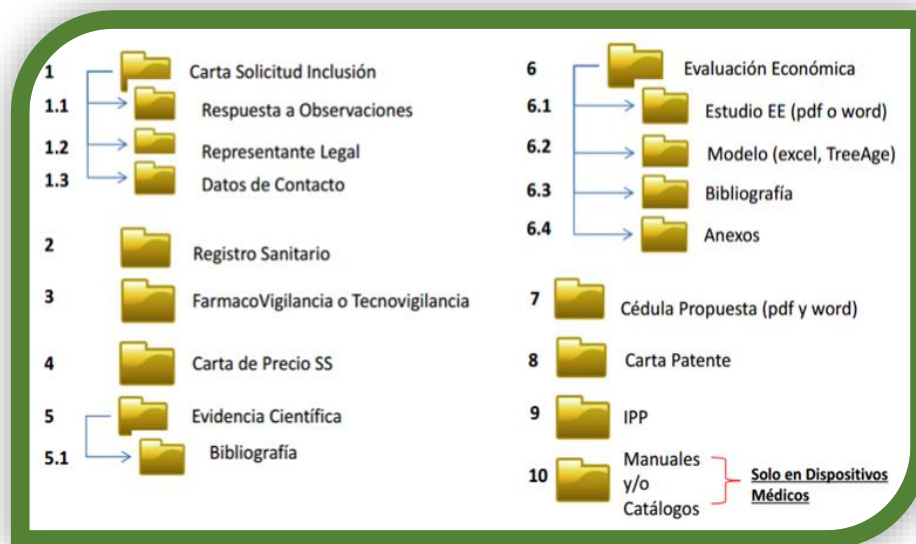 1 Carta Solicitud Inclusión
1.1 Respuesta a Observaciones
1.2 Representante Legal
1.3 Datos de Contacto
2 Registro Sanitario
3 FarmacoVigilancia o Tecnovigilancia
4 Carta de Precio SS
5 Evidencia Científica
5.1 Bibliografía
6 Evaluación Económica
6.1 Estudio EE (pdf o word)
6.2 Modelo (excel, TreeAge)
6.3 Bibliografía
6.4 Anexos
7 Cédula Propuesta (pdf y word)
8 Carta Patente
9 IPP
10 Manuales
y/o
Catálogos
Solo en Dispositivos
Médicos